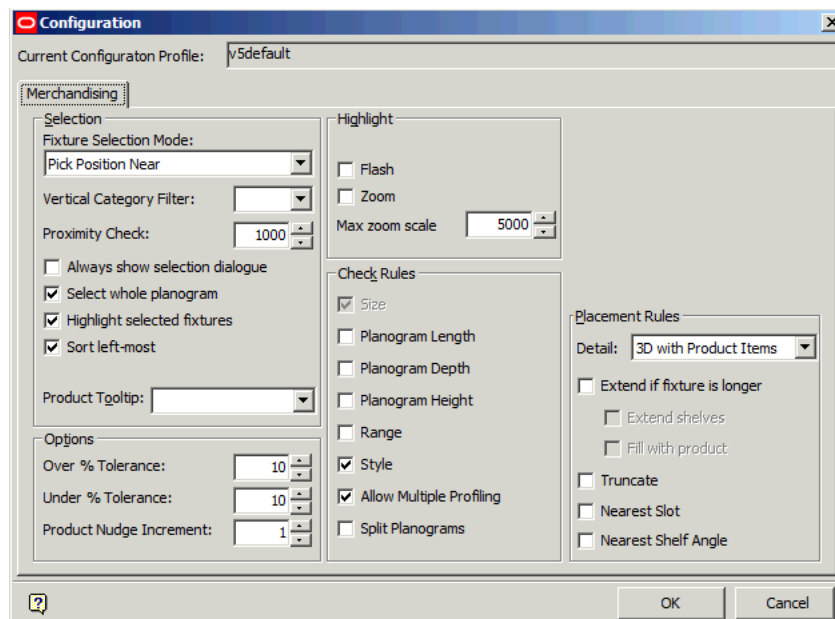 Configuration
Current Configuraton Profile: v5default
Merchandising
Selection
Fixture Selection Mode:
Pick Position Near
Vertical Category Filter:
Proximity Check: 1000
Always show selection dialogue
Select whole planogram
Highlight selected fixtures
Sort left-most
Product Tooltip:
Options
Over % Tolerance: 10
Under % Tolerance: 10
Product Nudge Increment: 1
Highlight
Flash
Zoom
Max zoom scale 5000
Check Rules
Size
Planogram Length
Planogram Depth
Planogram Height
Range
Style
Allow Multiple Profiling
Split Planograms
Placement Rules
Detail: 3D with Product Items
Extend if fixture is longer
Extend shelves
Fill with product
Truncate
Nearest Slot
Nearest Shelf Angle
?
OK Cancel